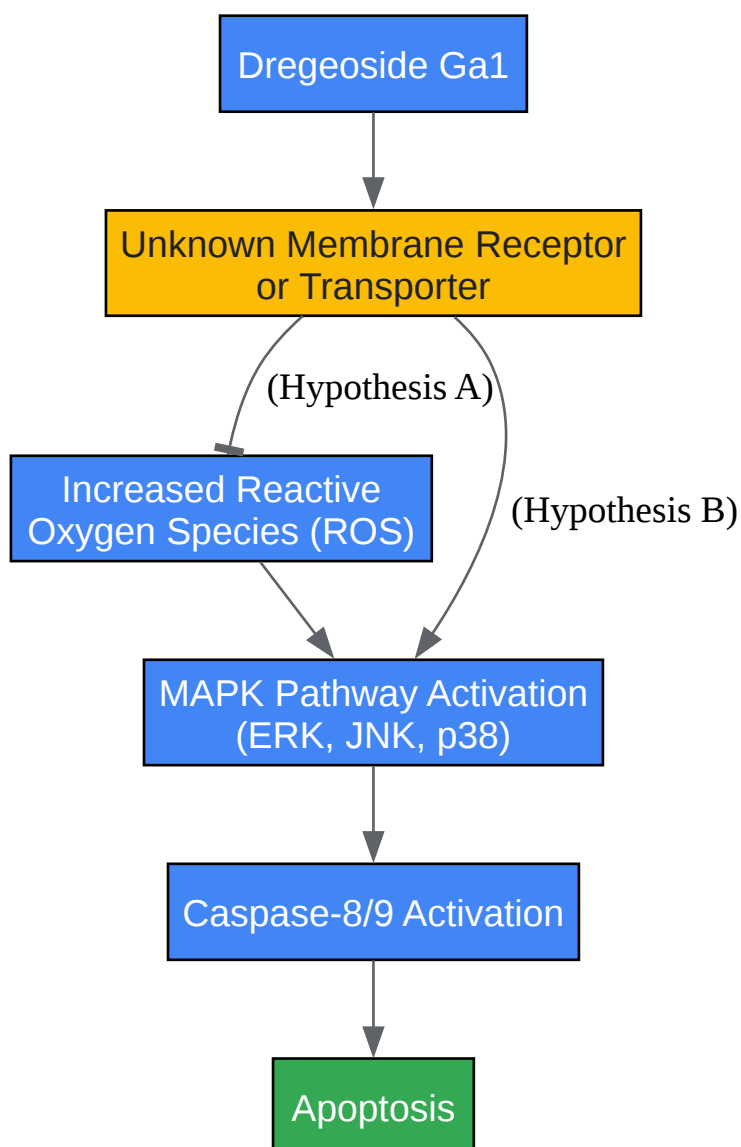 Dregeoside Ga1
Unknown Membrane Receptor
or Transporter
(Hypothesis A)
Increased Reactive
Oxygen Species (ROS)
(Hypothesis B)
MAPK Pathway Activation
(ERK, JNK, p38)
Caspase-8/9 Activation
Apoptosis